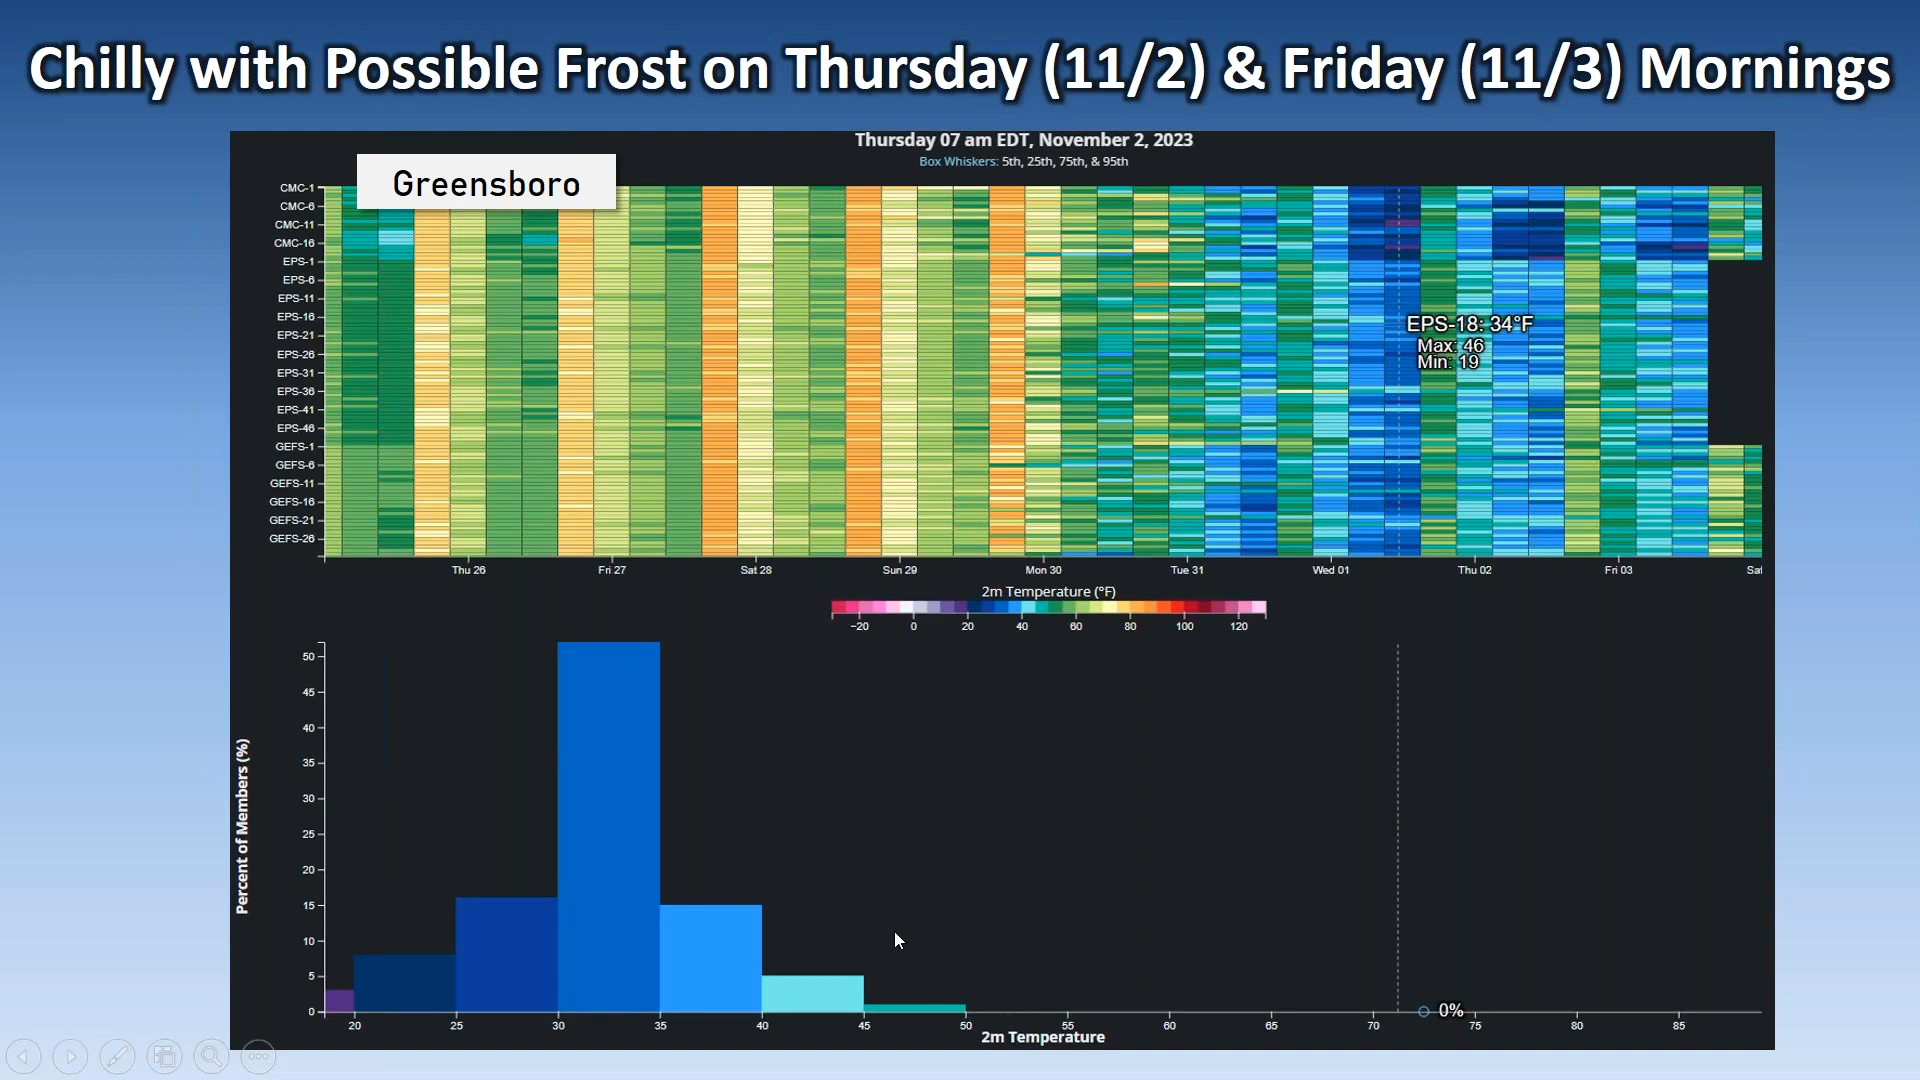 Chilly with Possible Frost on Thursday (11/2) & Friday (11/3) Mornings
Thursday 07 am EDT, November 2, 2023
Box Whiskers: 5th, 25th, 75th, & 95th
Greensboro
CMC-1
CMC-6
CMC-11
CMC-16
EPS-1
EPS-6
EPS-11
EPS-16
EPS-21
EPS-26
EPS-31
EPS-36
EPS-41
EPS-46
GEFS-1
GEFS-6
GEFS-11
GEFS-16
GEFS-21
GEFS-26
EPS-18: 34°F
Max: 46
Min: 19
Thu 26 Fri 27 Sat 28 Sun 29 Mon 30 Tue 31 Wed 01 Thu 02 Fri 03 Sat
2m Temperature (°F)
−20 0 20 40 60 80 100 120
Percent of Members (%)
50
45
40
35
30
25
20
15
10
5
0
0%
20 25 30 35 40 45 50 55 60 65 70 75 80 85
2m Temperature